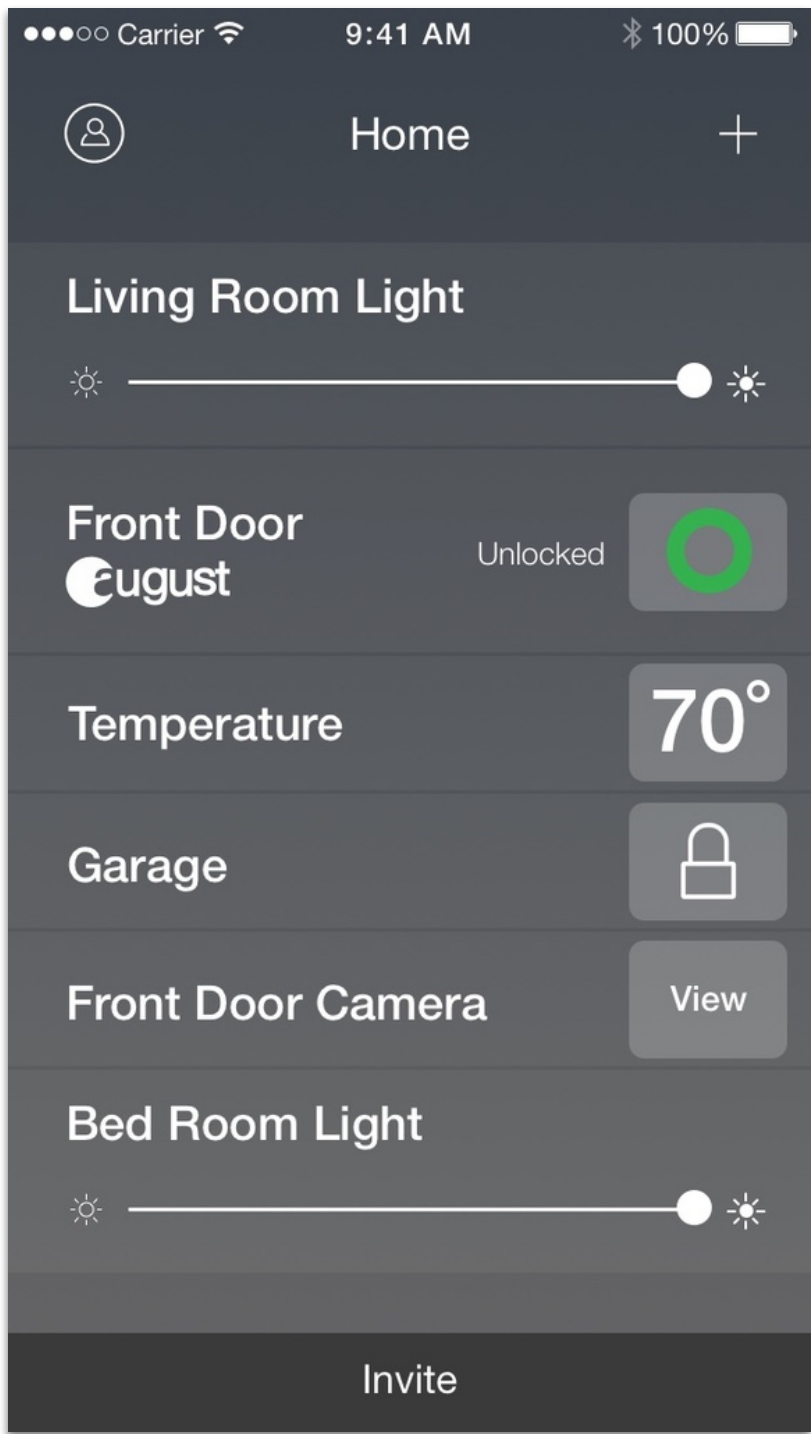 Carrier 9:41 AM 100%
Home
Living Room Light
Front Door
august
Unlocked
Temperature
70°
Garage
Front Door Camera
View
Bed Room Light
Invite